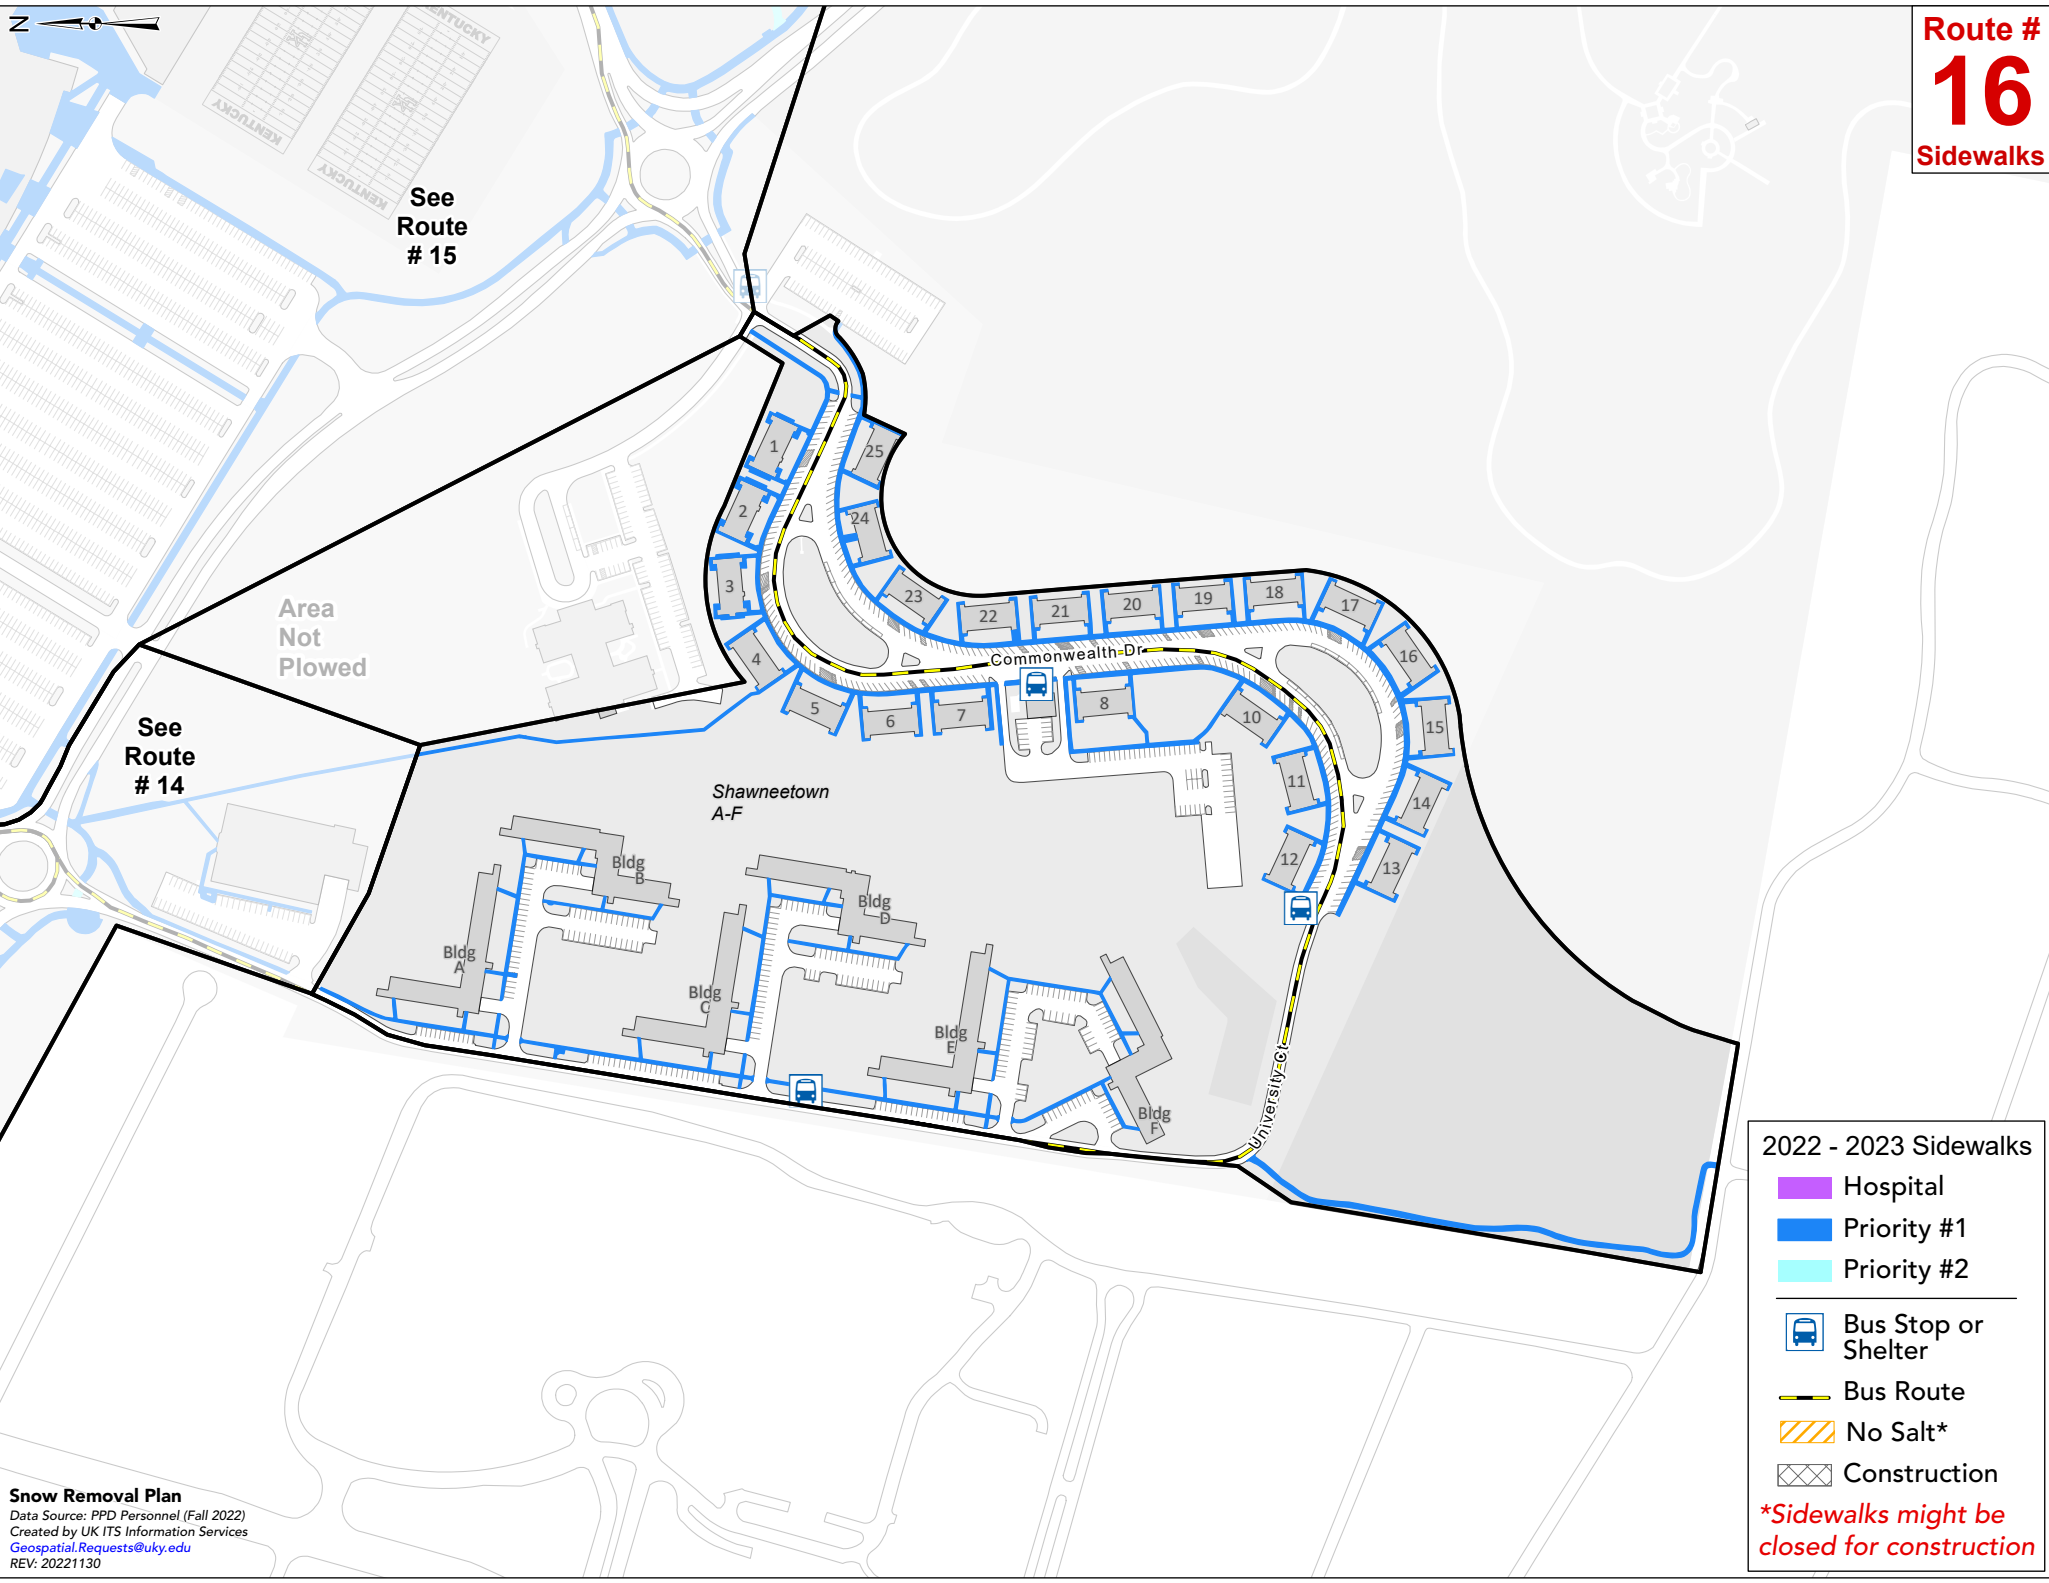 N
KENTUCKY
KENTUCKY
KENTUCKY
KENTUCKY
Route #
16
Sidewalks
See
Route
# 15
Area
Not
Plowed
See
Route
# 14
1
2
3
4
5
6
7
8
10
11
12
13
14
15
16
17
18
19
20
21
22
23
24
25
Commonwealth Dr
University Ct
Shawneetown
A-F
Bldg
A
Bldg
B
Bldg
C
Bldg
D
Bldg
E
Bldg
F
2022 - 2023 Sidewalks
Hospital
Priority #1
Priority #2
Bus Stop or
Shelter
Bus Route
No Salt*
Construction
*Sidewalks might be
closed for construction
Snow Removal Plan
Data Source: PPD Personnel (Fall 2022)
Created by UK ITS Information Services
Geospatial.Requests@uky.edu
REV: 20221130